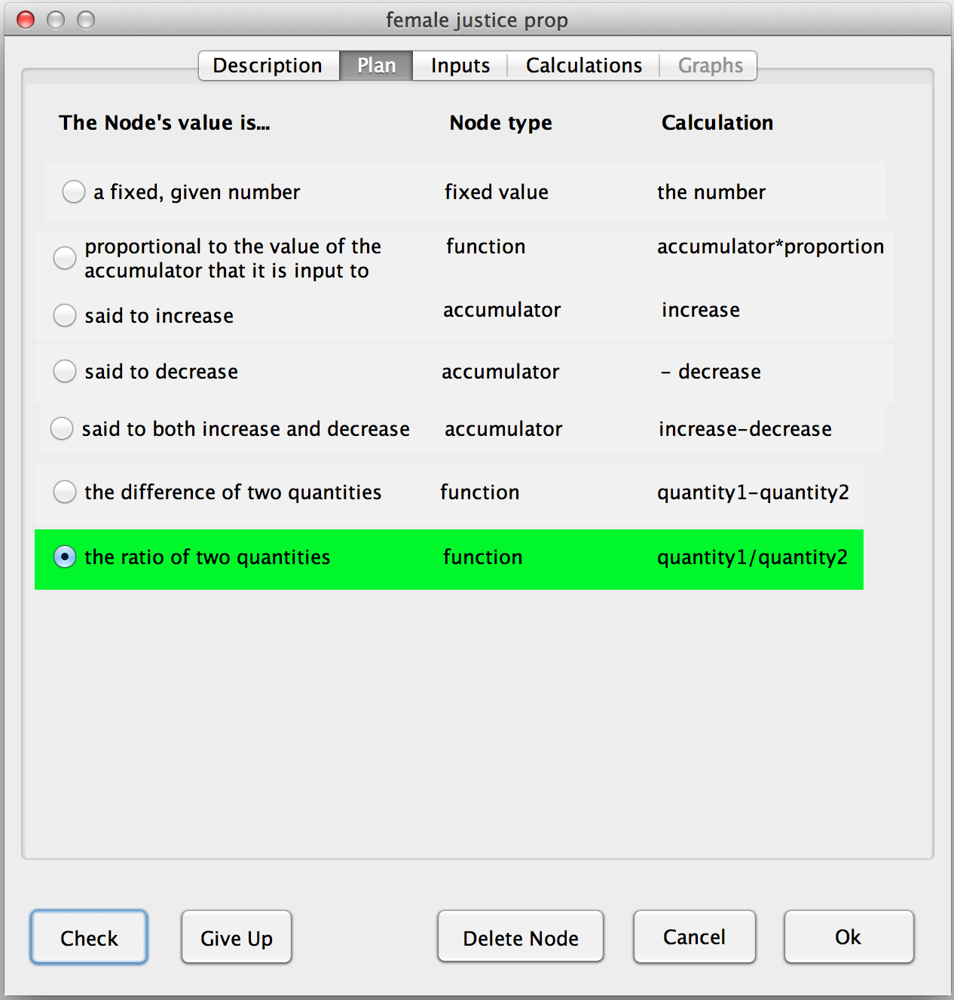 female justice prop
Description Plan Inputs Calculations Graphs
The Node's value is... Node type Calculation
a fixed, given number fixed value the number
proportional to the value of the function accumulator*proportion
accumulator that it is input to
said to increase accumulator increase
said to decrease accumulator - decrease
said to both increase and decrease accumulator increase-decrease
the difference of two quantities function quantity1-quantity2
the ratio of two quantities function quantity1/quantity2
Check Give Up Delete Node Cancel Ok